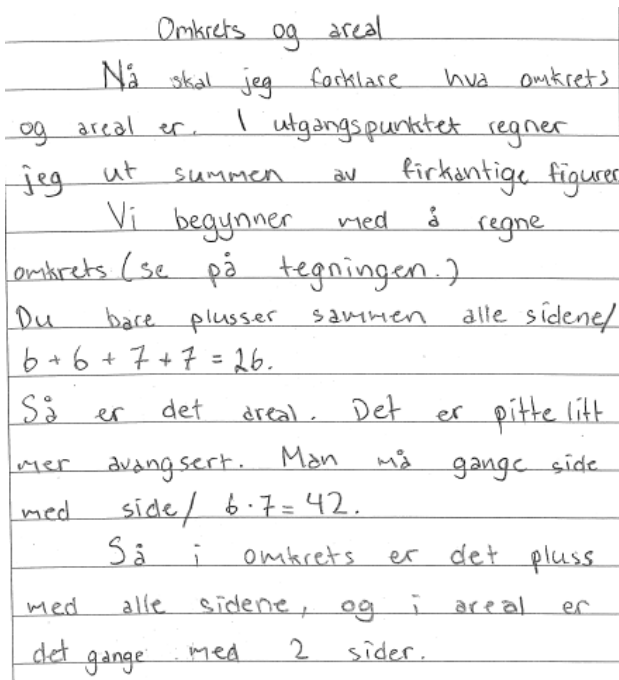 Omkrets og areal
Nå skal jeg forklare hva omkrets
og areal er. I utgangspunktet regner
jeg ut summen av firkantige figurer
Vi begynner med å regne
omkrets (se på tegningen.)
Du bare plusser sammen alle sidene/
6 + 6 + 7 + 7 = 26.
Så er det areal. Det er pitte litt
mer avangsert. Man må gange side
med side/ 6 · 7 = 42.
Så i omkrets er det pluss
med alle sidene, og i areal er
det gange med 2 sider.